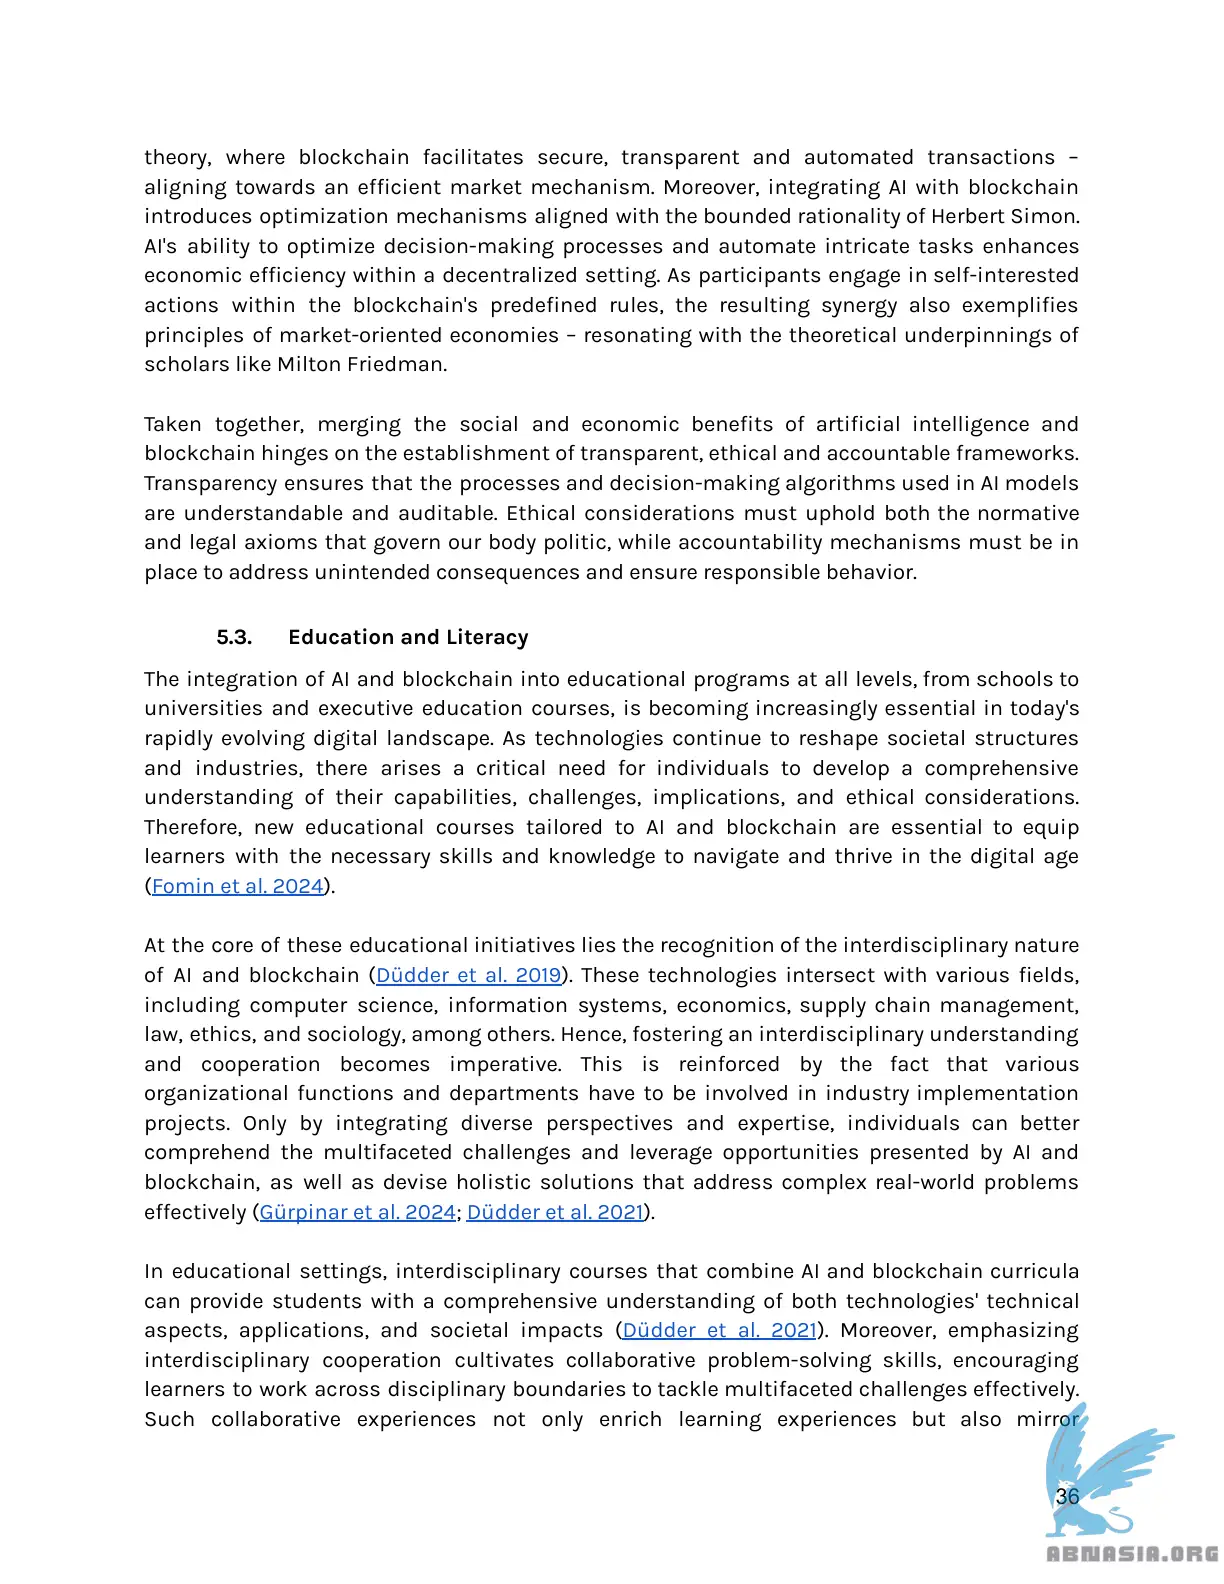 theory, where blockchain facilitates secure, transparent and automated transactions –
aligning towards an efficient market mechanism. Moreover, integrating AI with blockchain
introduces optimization mechanisms aligned with the bounded rationality of Herbert Simon.
AI's ability to optimize decision-making processes and automate intricate tasks enhances
economic efficiency within a decentralized setting. As participants engage in self-interested
actions within the blockchain's predefined rules, the resulting synergy also exemplifies
principles of market-oriented economies – resonating with the theoretical underpinnings of
scholars like Milton Friedman.
Taken together, merging the social and economic benefits of artificial intelligence and
blockchain hinges on the establishment of transparent, ethical and accountable frameworks.
Transparency ensures that the processes and decision-making algorithms used in AI models
are understandable and auditable. Ethical considerations must uphold both the normative
and legal axioms that govern our body politic, while accountability mechanisms must be in
place to address unintended consequences and ensure responsible behavior.
5.3. Education and Literacy
The integration of AI and blockchain into educational programs at all levels, from schools to
universities and executive education courses, is becoming increasingly essential in today's
rapidly evolving digital landscape. As technologies continue to reshape societal structures
and industries, there arises a critical need for individuals to develop a comprehensive
understanding of their capabilities, challenges, implications, and ethical considerations.
Therefore, new educational courses tailored to AI and blockchain are essential to equip
learners with the necessary skills and knowledge to navigate and thrive in the digital age
(Fomin et al. 2024).
At the core of these educational initiatives lies the recognition of the interdisciplinary nature
of AI and blockchain (Düdder et al. 2019). These technologies intersect with various fields,
including computer science, information systems, economics, supply chain management,
law, ethics, and sociology, among others. Hence, fostering an interdisciplinary understanding
and cooperation becomes imperative. This is reinforced by the fact that various
organizational functions and departments have to be involved in industry implementation
projects. Only by integrating diverse perspectives and expertise, individuals can better
comprehend the multifaceted challenges and leverage opportunities presented by AI and
blockchain, as well as devise holistic solutions that address complex real-world problems
effectively (Gürpinar et al. 2024; Düdder et al. 2021).
In educational settings, interdisciplinary courses that combine AI and blockchain curricula
can provide students with a comprehensive understanding of both technologies' technical
aspects, applications, and societal impacts (Düdder et al. 2021). Moreover, emphasizing
interdisciplinary cooperation cultivates collaborative problem-solving skills, encouraging
learners to work across disciplinary boundaries to tackle multifaceted challenges effectively.
Such collaborative experiences not only enrich learning experiences but also mirror
36
ABNASIA.ORG